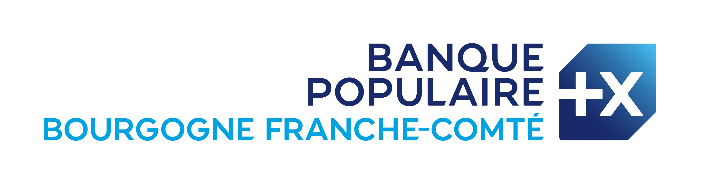 BANQUE
POPULAIRE
BOURGOGNE FRANCHE-COMTÉ
+X